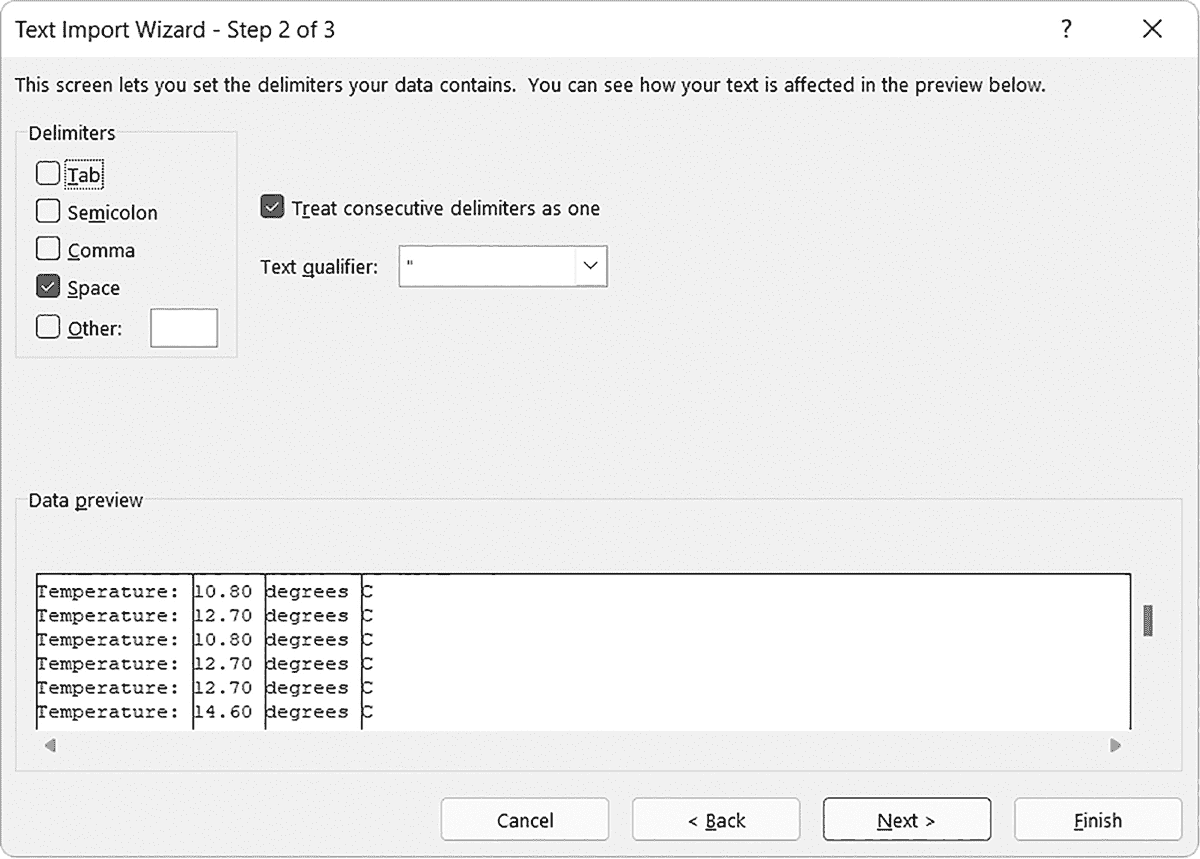 Text Import Wizard - Step 2 of 3 ?
This screen lets you set the delimiters your data contains.  You can see how your text is affected in the preview below.
Delimiters
Tab
Semicolon
Comma
Space
Other:
Treat consecutive delimiters as one
Text qualifier: "
Data preview
Temperature: 10.80 degrees C
Temperature: 12.70 degrees C
Temperature: 10.80 degrees C
Temperature: 12.70 degrees C
Temperature: 12.70 degrees C
Temperature: 14.60 degrees C
Cancel < Back Next > Finish